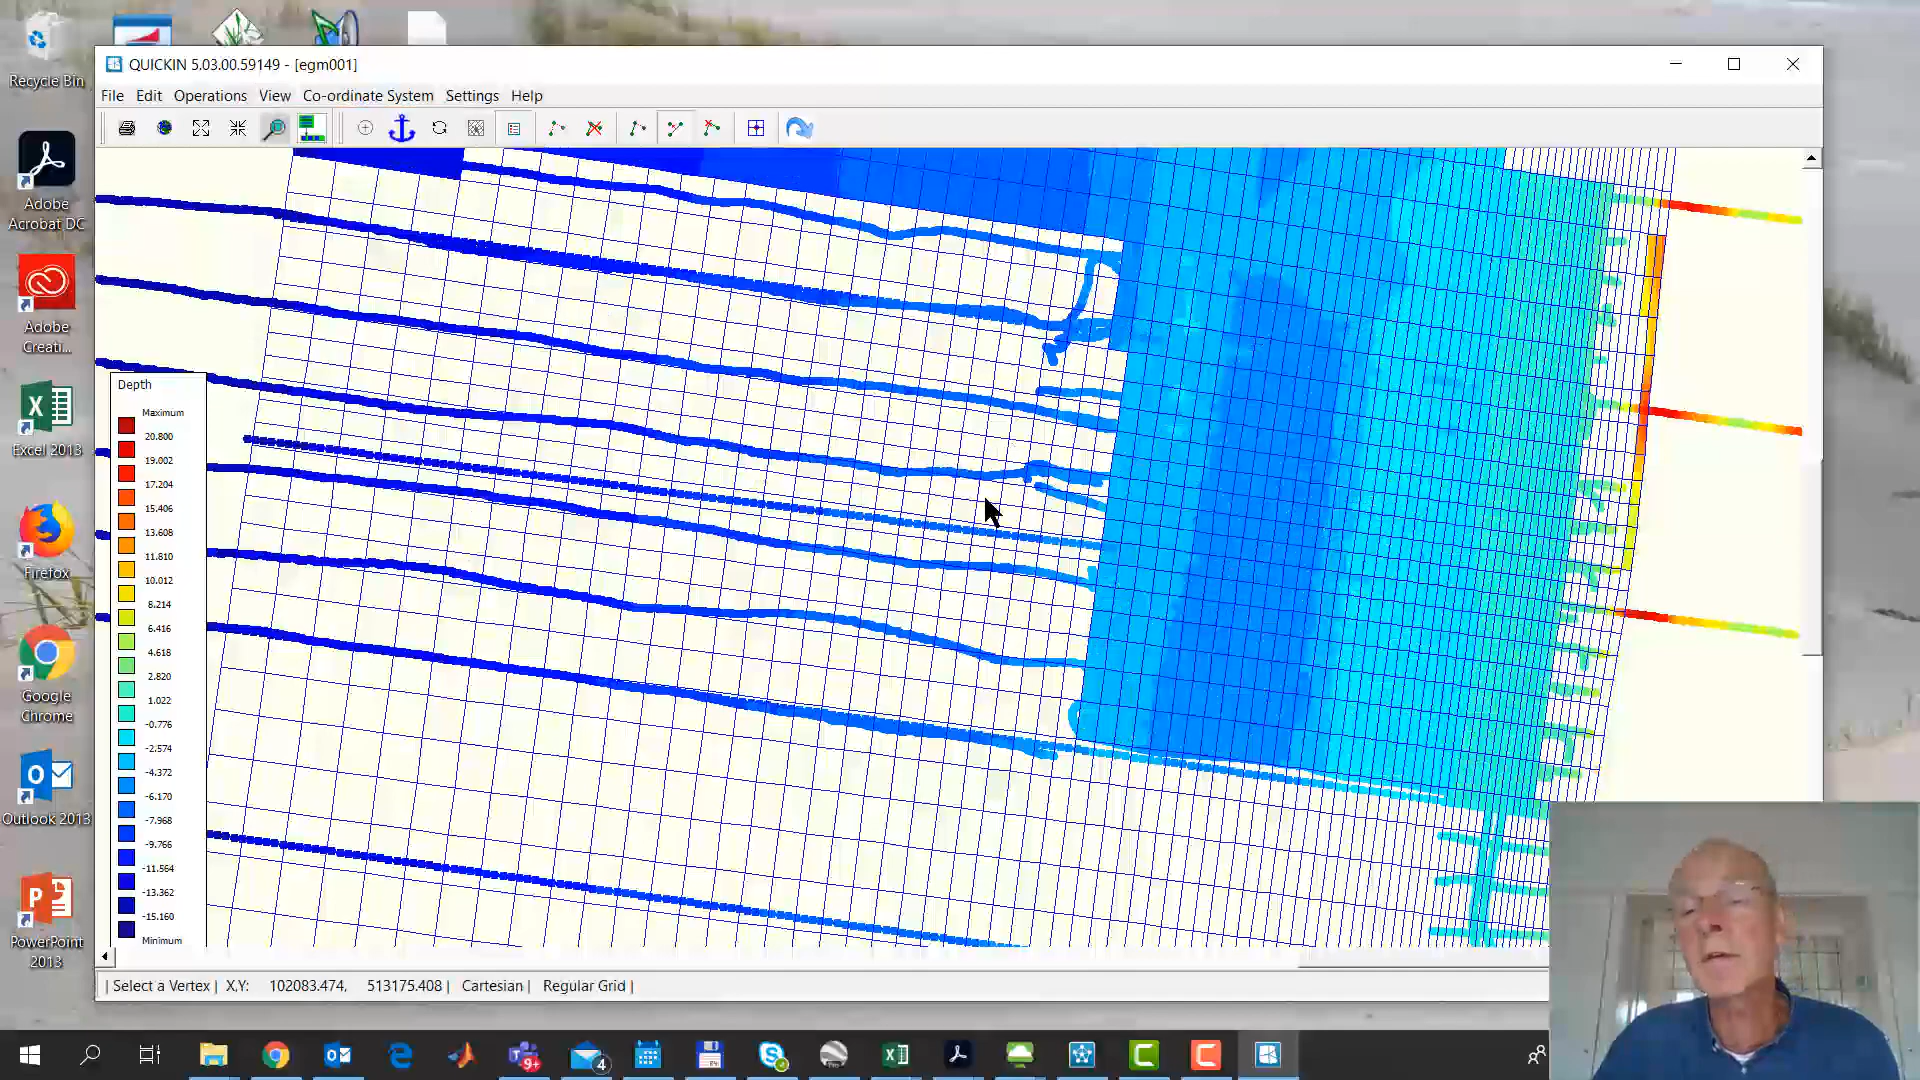 Recycle Bin
Adobe
Acrobat DC
Adobe
Creati...
Excel 2013
Firefox
Google
Chrome
Outlook 2013
PowerPoint
2013
QUICKIN 5.03.00.59149 - [egm001]
File Edit Operations View Co-ordinate System Settings Help
Depth
Maximum
20.800
19.002
17.204
15.406
13.608
11.810
10.012
8.214
6.416
4.618
2.820
1.022
-0.776
-2.574
-4.372
-6.170
-7.968
-9.766
-11.564
-13.362
-15.160
Minimum
| Select a Vertex | X,Y: 102083.474, 513175.408 | Cartesian | Regular Grid |
9+
4